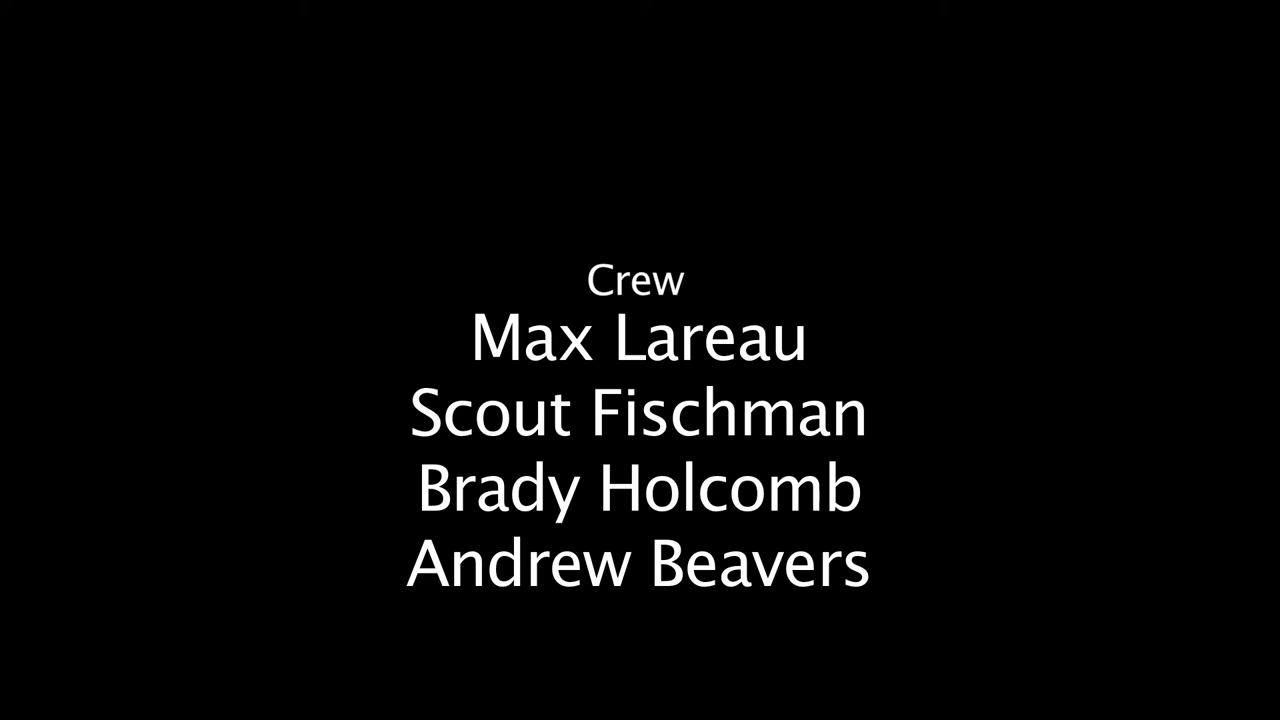 Crew
Max Lareau
Scout Fischman
Brady Holcomb
Andrew Beavers